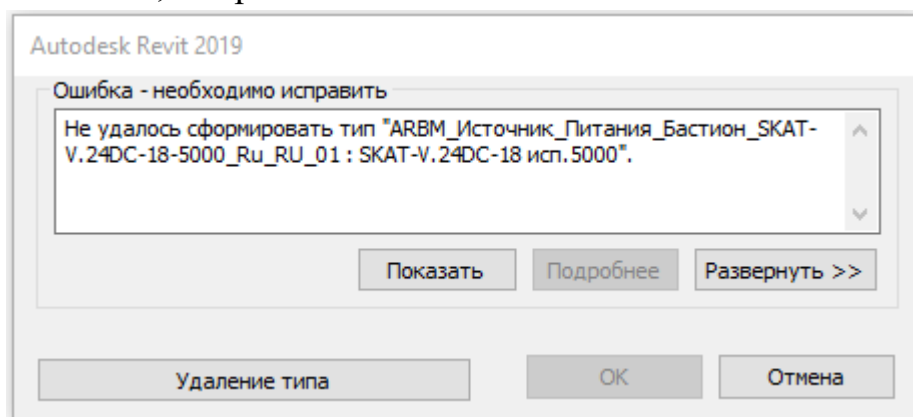 Autodesk Revit 2019
Ошибка - необходимо исправить
Не удалось сформировать тип "ARBM_Источник_Питания_Бастион_SKAT-
V.24DC-18-5000_Ru_RU_01 : SKAT-V.24DC-18 исп.5000".
Показать Подробнее Развернуть >>
Удаление типа ОК Отмена